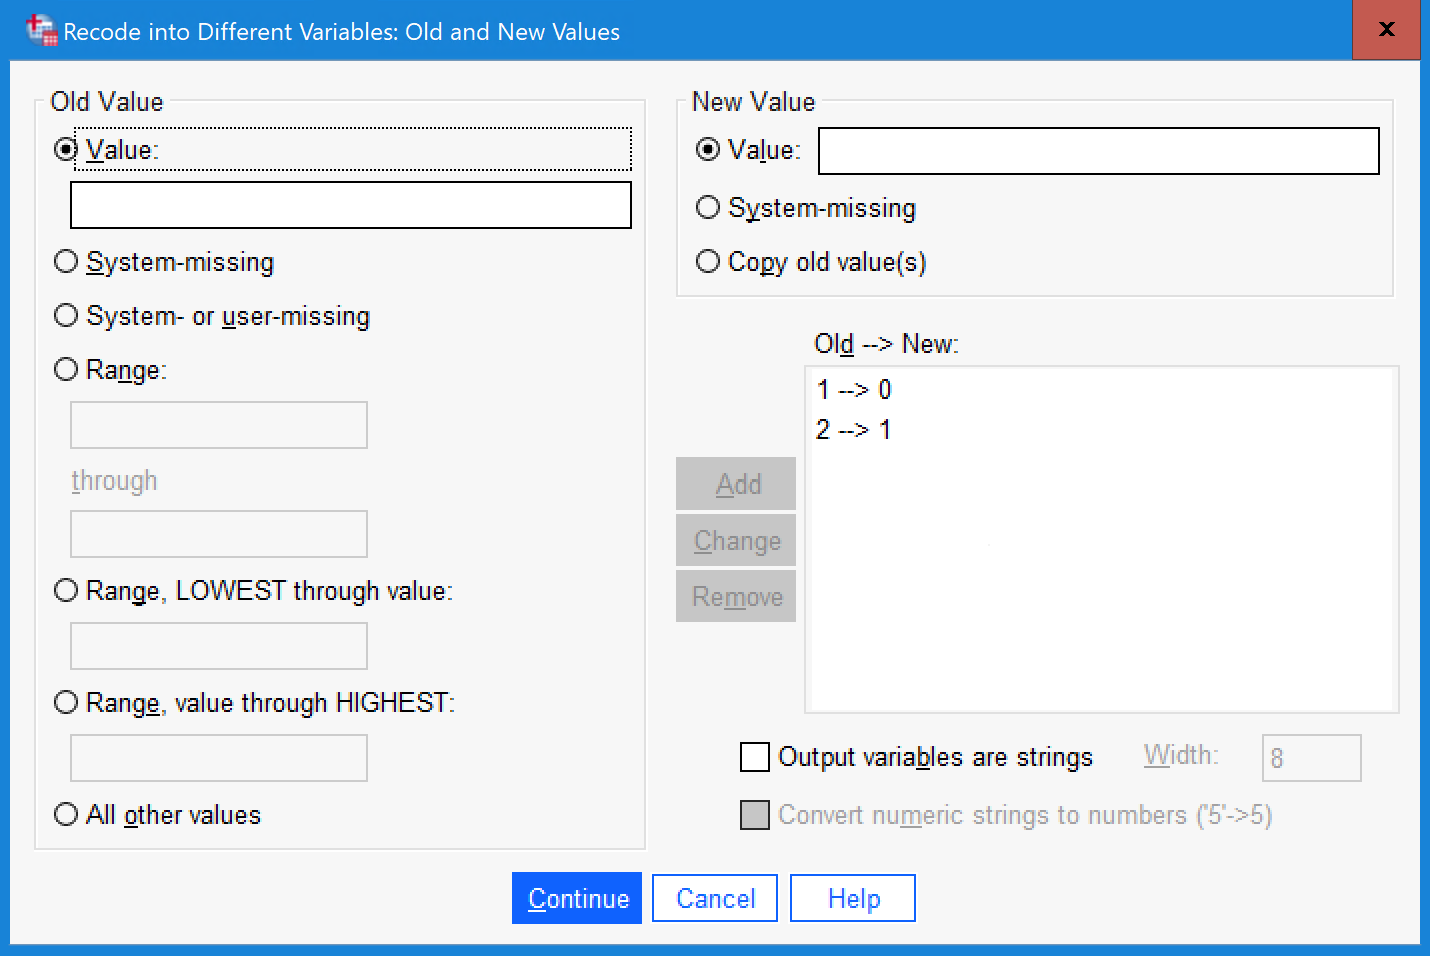 Recode into Different Variables: Old and New Values
x
Old Value
Value:
System-missing
System- or user-missing
Range:
through
Range, LOWEST through value:
Range, value through HIGHEST:
All other values
New Value
Value:
System-missing
Copy old value(s)
Old --> New:
1 --> 0
2 --> 1
Add
Change
Remove
Output variables are strings Width: 8
Convert numeric strings to numbers ('5'->5)
Continue Cancel Help